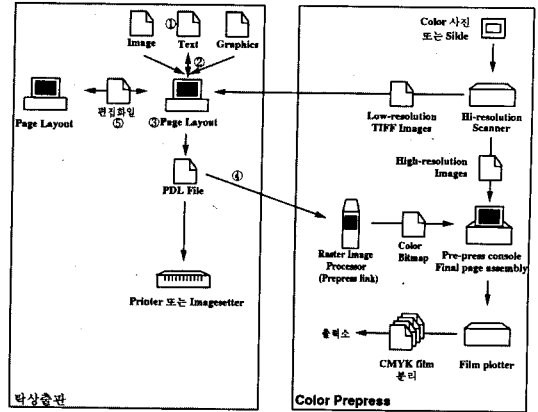 Image
① Text
Graphics
②
Page Layout
편집화일
⑤
③ Page Layout
PDL File
④
Printer 또는 Imagesetter
탁상출판
Color 사진
또는 Slkle
Low-resolution
TIFF Images
Hi-resolution
Scanner
High-resolution
Images
Raster Image
Processor
(Prepress link)
Color
Bitmap
Pre-press console
Final page assembly
출력소
CMYK film
분리
Film plotter
Color Prepress